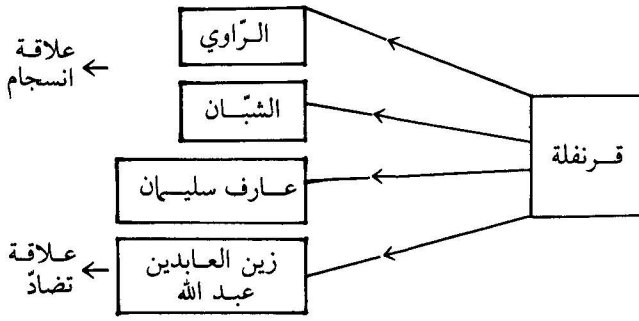 قرنفلة
الرّاوي
الشبّان
عارف سليمان
زين العابدين
عبد الله
علاقة
انسجام
علاقة
تضادّ